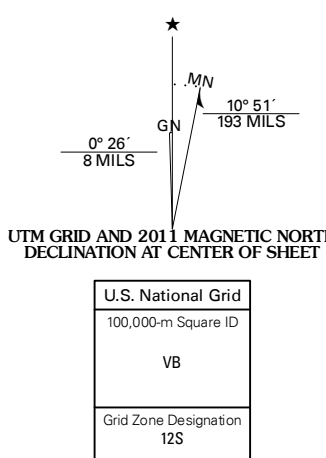 ★
MN
GN
10° 51´
193 MILS
0° 26´
8 MILS
UTM GRID AND 2011 MAGNETIC NORTH
DECLINATION AT CENTER OF SHEET
U.S. National Grid
100,000-m Square ID
VB
Grid Zone Designation
12S